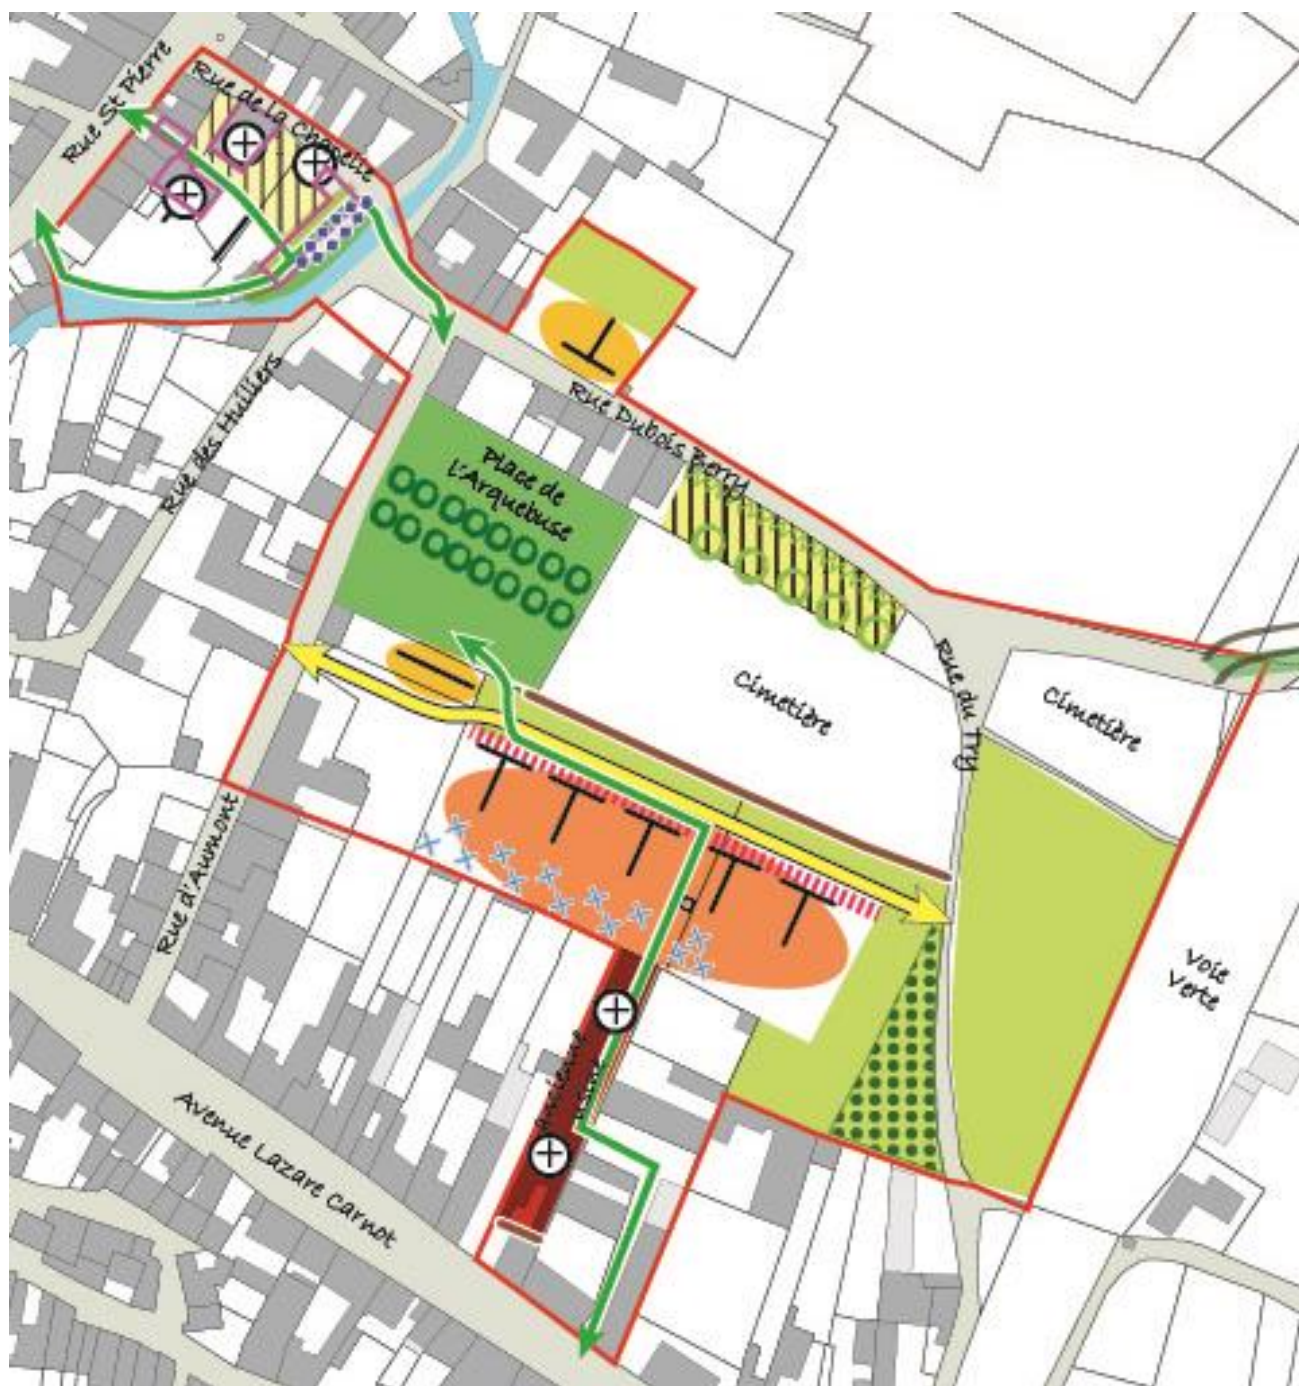 Rue St Pierre
Rue de la Chapelle
Rue des Huiliers
Rue Dubois Berry
Place de
l'Arquebuse
Cimetière
Rue du Try
Cimetière
Rue d'Aumont
Voie
Verte
Ancienne
Avenue Lazare Carnot